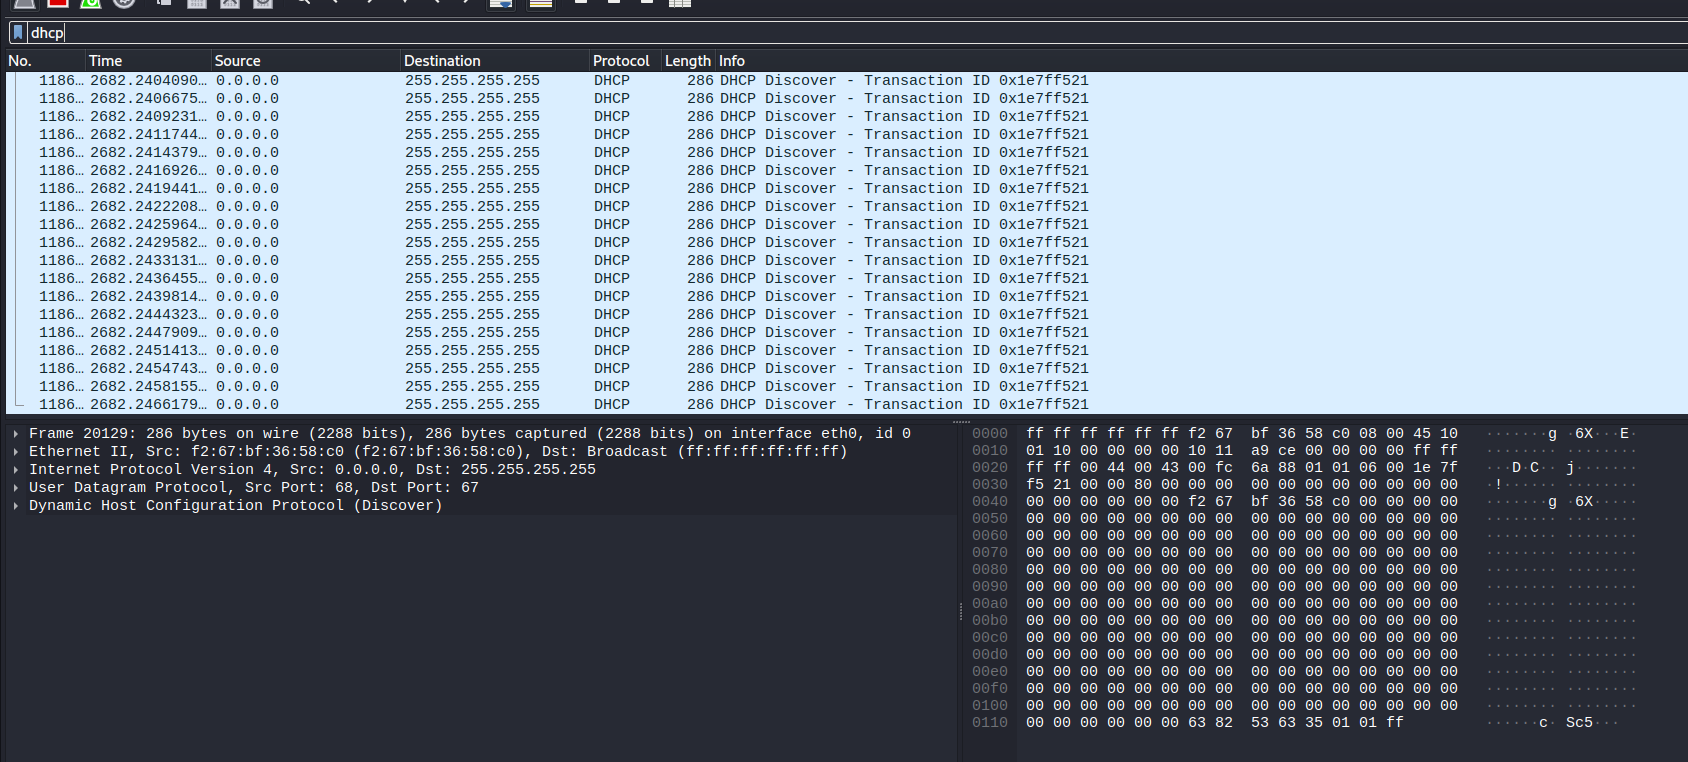 dhcp
No. Time Source Destination Protocol Length Info
1186… 2682.2404090… 0.0.0.0 255.255.255.255 DHCP 286 DHCP Discover - Transaction ID 0x1e7ff521
1186… 2682.2406675… 0.0.0.0 255.255.255.255 DHCP 286 DHCP Discover - Transaction ID 0x1e7ff521
1186… 2682.2409231… 0.0.0.0 255.255.255.255 DHCP 286 DHCP Discover - Transaction ID 0x1e7ff521
1186… 2682.2411744… 0.0.0.0 255.255.255.255 DHCP 286 DHCP Discover - Transaction ID 0x1e7ff521
1186… 2682.2414379… 0.0.0.0 255.255.255.255 DHCP 286 DHCP Discover - Transaction ID 0x1e7ff521
1186… 2682.2416926… 0.0.0.0 255.255.255.255 DHCP 286 DHCP Discover - Transaction ID 0x1e7ff521
1186… 2682.2419441… 0.0.0.0 255.255.255.255 DHCP 286 DHCP Discover - Transaction ID 0x1e7ff521
1186… 2682.2422208… 0.0.0.0 255.255.255.255 DHCP 286 DHCP Discover - Transaction ID 0x1e7ff521
1186… 2682.2425964… 0.0.0.0 255.255.255.255 DHCP 286 DHCP Discover - Transaction ID 0x1e7ff521
1186… 2682.2429582… 0.0.0.0 255.255.255.255 DHCP 286 DHCP Discover - Transaction ID 0x1e7ff521
1186… 2682.2433131… 0.0.0.0 255.255.255.255 DHCP 286 DHCP Discover - Transaction ID 0x1e7ff521
1186… 2682.2436455… 0.0.0.0 255.255.255.255 DHCP 286 DHCP Discover - Transaction ID 0x1e7ff521
1186… 2682.2439814… 0.0.0.0 255.255.255.255 DHCP 286 DHCP Discover - Transaction ID 0x1e7ff521
1186… 2682.2444323… 0.0.0.0 255.255.255.255 DHCP 286 DHCP Discover - Transaction ID 0x1e7ff521
1186… 2682.2447909… 0.0.0.0 255.255.255.255 DHCP 286 DHCP Discover - Transaction ID 0x1e7ff521
1186… 2682.2451413… 0.0.0.0 255.255.255.255 DHCP 286 DHCP Discover - Transaction ID 0x1e7ff521
1186… 2682.2454743… 0.0.0.0 255.255.255.255 DHCP 286 DHCP Discover - Transaction ID 0x1e7ff521
1186… 2682.2458155… 0.0.0.0 255.255.255.255 DHCP 286 DHCP Discover - Transaction ID 0x1e7ff521
1186… 2682.2466179… 0.0.0.0 255.255.255.255 DHCP 286 DHCP Discover - Transaction ID 0x1e7ff521
Frame 20129: 286 bytes on wire (2288 bits), 286 bytes captured (2288 bits) on interface eth0, id 0
Ethernet II, Src: f2:67:bf:36:58:c0 (f2:67:bf:36:58:c0), Dst: Broadcast (ff:ff:ff:ff:ff:ff)
Internet Protocol Version 4, Src: 0.0.0.0, Dst: 255.255.255.255
User Datagram Protocol, Src Port: 68, Dst Port: 67
Dynamic Host Configuration Protocol (Discover)
0000 ff ff ff ff ff ff f2 67 bf 36 58 c0 08 00 45 10 ·······g ·6X···E·
0010 01 10 00 00 00 00 10 11 a9 ce 00 00 00 00 ff ff ········ ········
0020 ff ff 00 44 00 43 00 fc 6a 88 01 01 06 00 1e 7f ···D·C·· j·······
0030 f5 21 00 00 80 00 00 00 00 00 00 00 00 00 00 00 ·!······ ········
0040 00 00 00 00 00 00 f2 67 bf 36 58 c0 00 00 00 00 ·······g ·6X·····
0050 00 00 00 00 00 00 00 00 00 00 00 00 00 00 00 00 ········ ········
0060 00 00 00 00 00 00 00 00 00 00 00 00 00 00 00 00 ········ ········
0070 00 00 00 00 00 00 00 00 00 00 00 00 00 00 00 00 ········ ········
0080 00 00 00 00 00 00 00 00 00 00 00 00 00 00 00 00 ········ ········
0090 00 00 00 00 00 00 00 00 00 00 00 00 00 00 00 00 ········ ········
00a0 00 00 00 00 00 00 00 00 00 00 00 00 00 00 00 00 ········ ········
00b0 00 00 00 00 00 00 00 00 00 00 00 00 00 00 00 00 ········ ········
00c0 00 00 00 00 00 00 00 00 00 00 00 00 00 00 00 00 ········ ········
00d0 00 00 00 00 00 00 00 00 00 00 00 00 00 00 00 00 ········ ········
00e0 00 00 00 00 00 00 00 00 00 00 00 00 00 00 00 00 ········ ········
00f0 00 00 00 00 00 00 00 00 00 00 00 00 00 00 00 00 ········ ········
0100 00 00 00 00 00 00 00 00 00 00 00 00 00 00 00 00 ········ ········
0110 00 00 00 00 00 00 63 82 53 63 35 01 01 ff ······c· Sc5···